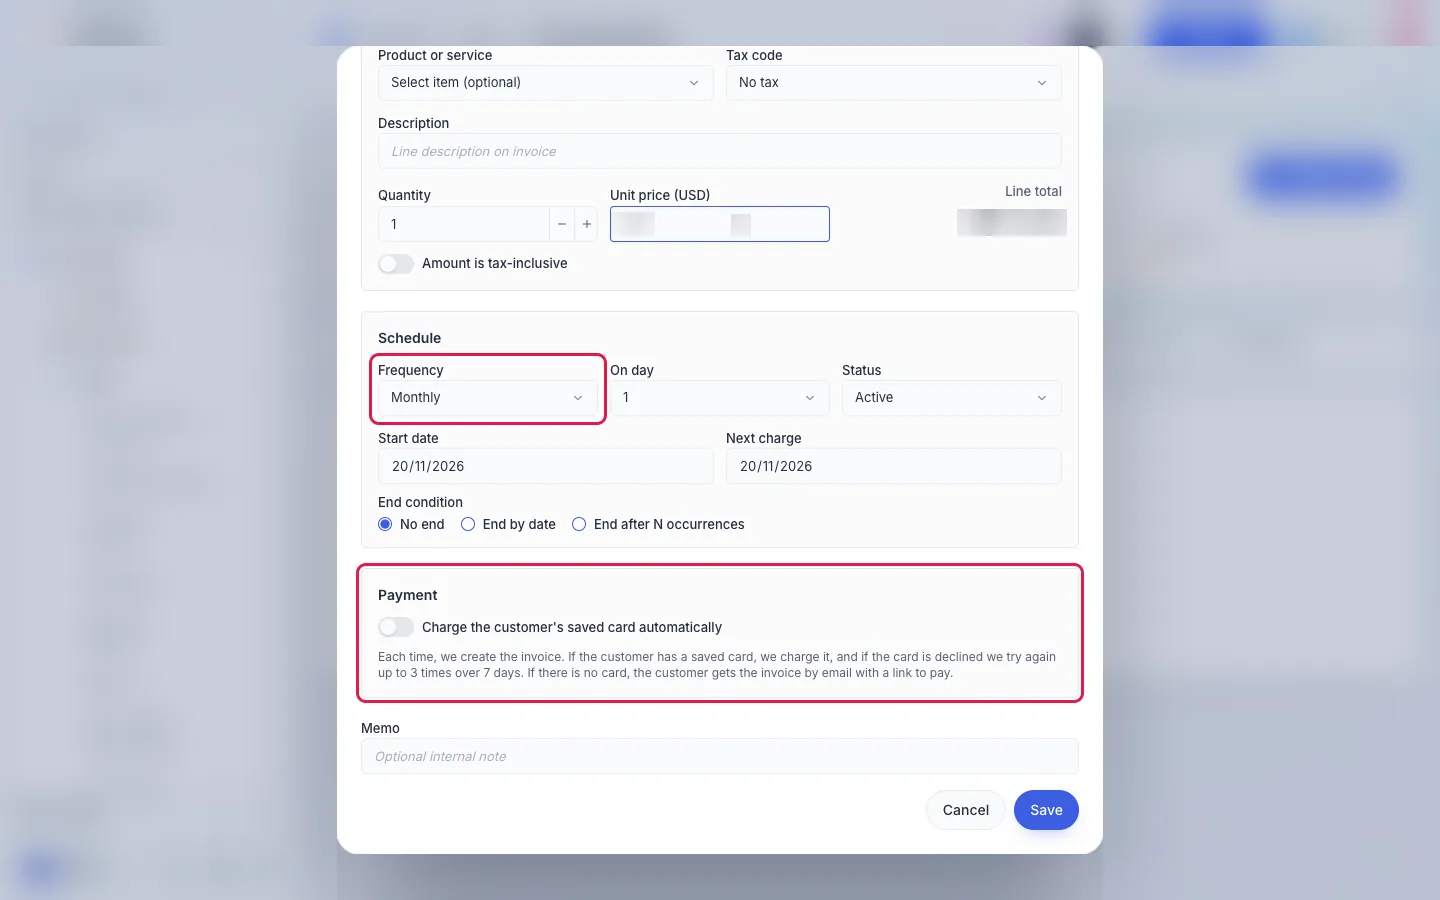 Product or service
Tax code
Select item (optional)
No tax
Description
Line description on invoice
Quantity
Unit price (USD)
Line total
1
Amount is tax-inclusive
Schedule
Frequency
On day
Status
Monthly
1
Active
Start date
Next charge
20/11/2026
20/11/2026
End condition
No end
End by date
End after N occurrences
Payment
Charge the customer's saved card automatically
Each time, we create the invoice. If the customer has a saved card, we charge it, and if the card is declined we try again
up to 3 times over 7 days. If there is no card, the customer gets the invoice by email with a link to pay.
Memo
Optional internal note
Cancel
Save